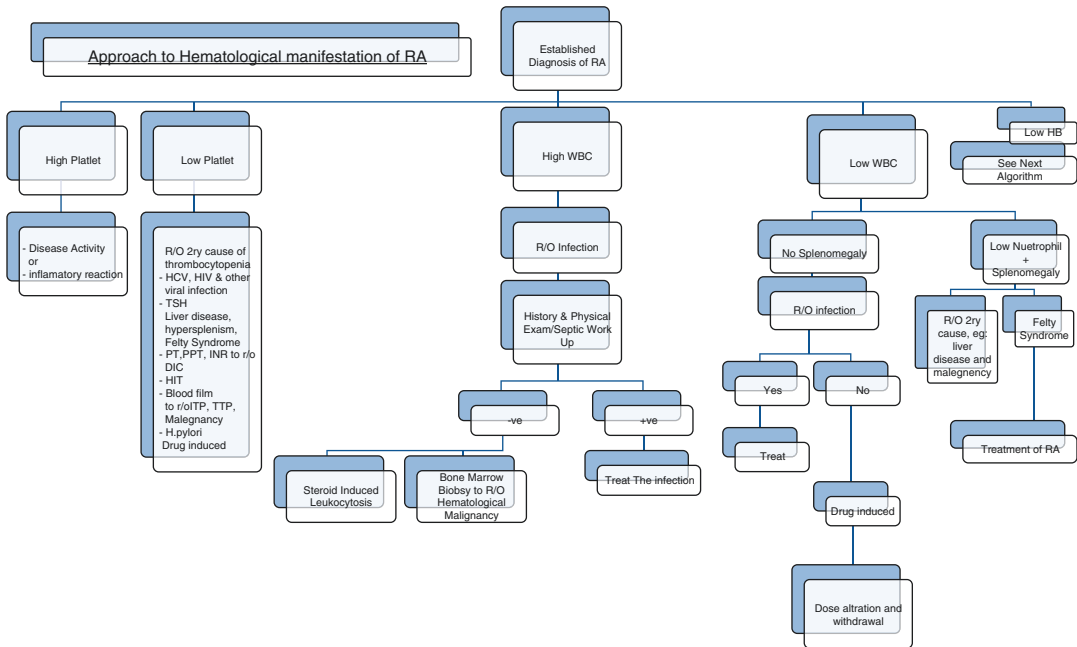 Approach to Hematological manifestation of RA
Established
Diagnosis of RA
High Platlet
Low Platlet
High WBC
Low WBC
Low HB
See Next
Algorithm
- Disease Activity
or
- inflamatory reaction
R/O 2ry cause of
thrombocytopenia
- HCV, HIV & other
viral infection
- TSH
Liver disease,
hypersplenism,
Felty Syndrome
- PT,PPT, INR to r/o
DIC
- HIT
- Blood film
to r/oITP, TTP,
Malegnancy
- H.pylori
Drug induced
R/O Infection
History & Physical
Exam/Septic Work
Up
-ve
+ve
Steroid Induced
Leukocytosis
Bone Marrow
Biobsy to R/O
Hematological
Malignancy
Treat The infection
No Splenomegaly
R/O infection
Yes
No
Treat
Drug induced
Dose altration and
withdrawal
Low Nuetrophil
+
Splenomegaly
R/O 2ry
cause, eg:
liver
disease and
malegnency
Felty
Syndrome
Treatment of RA